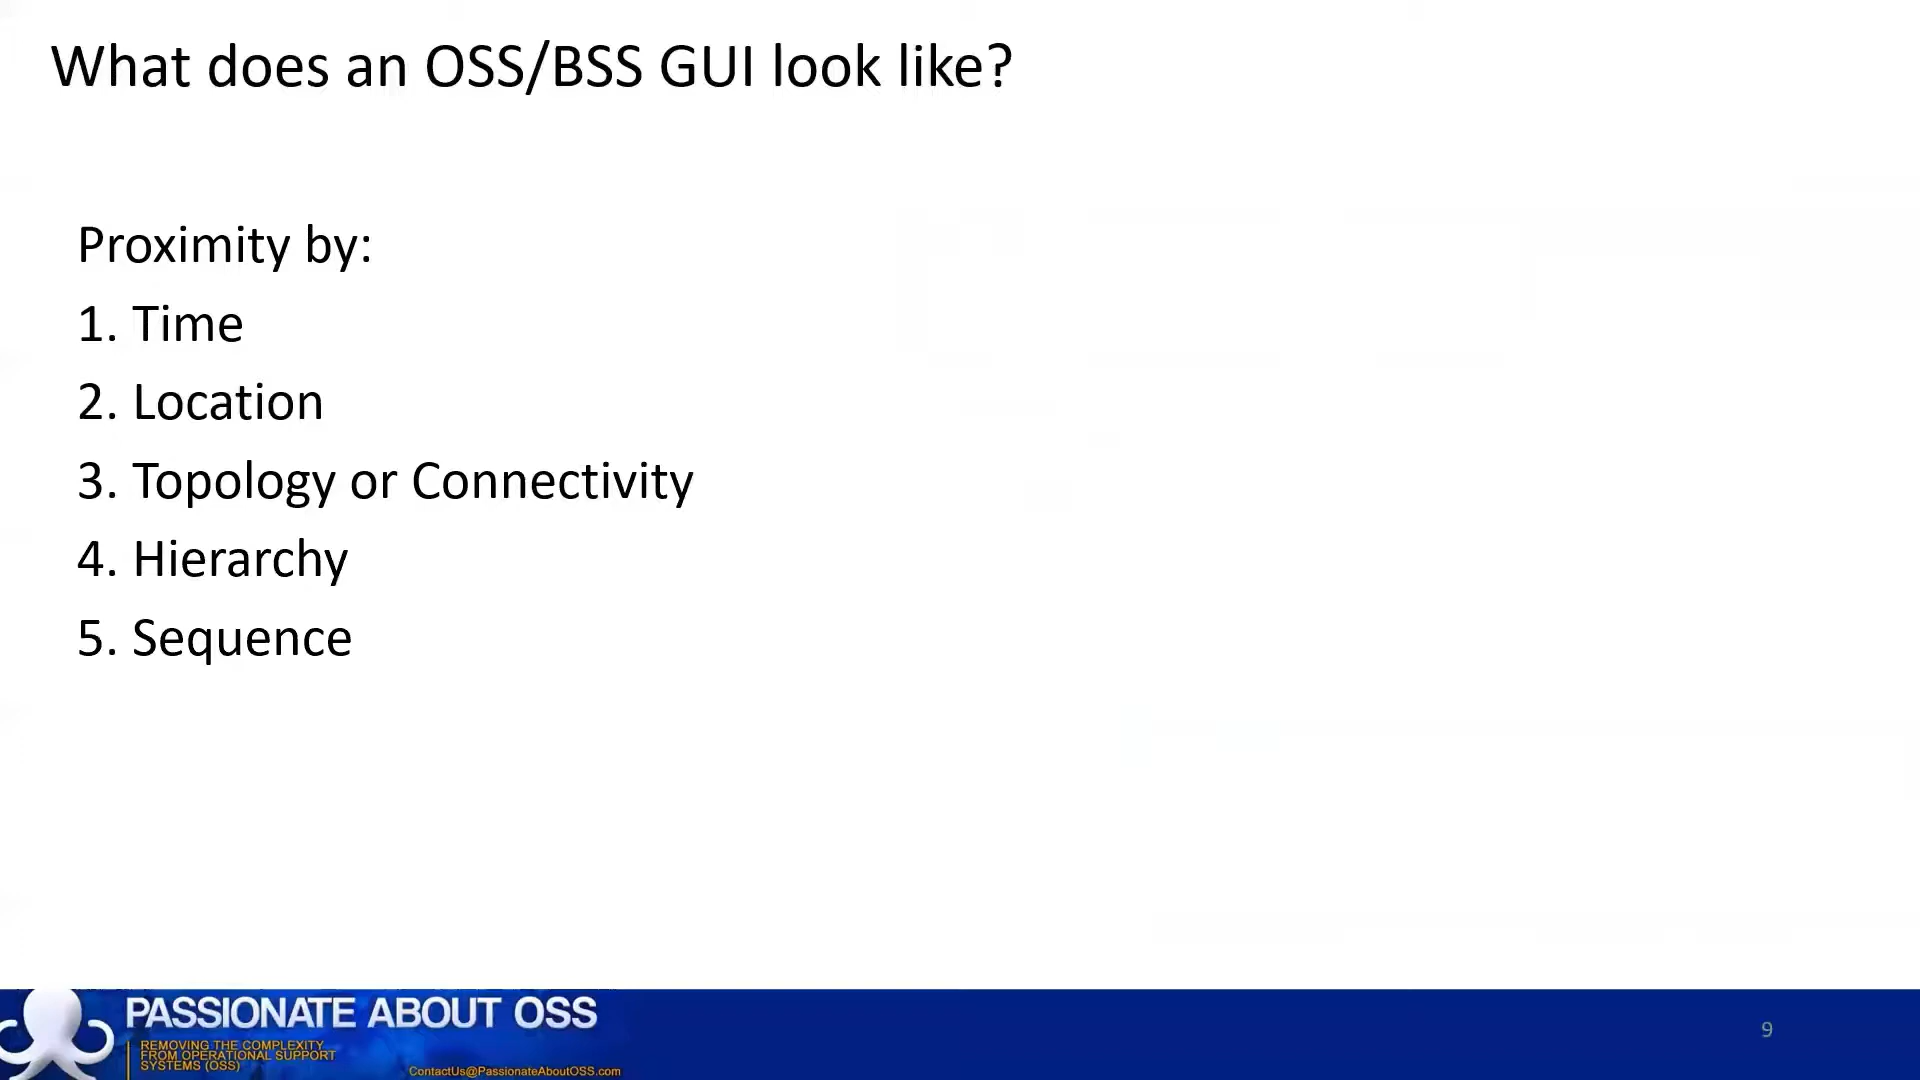 What does an OSS/BSS GUI look like?
Proximity by:
1. Time
2. Location
3. Topology or Connectivity
4. Hierarchy
5. Sequence
PASSIONATE ABOUT OSS
REMOVING THE COMPLEXITY
FROM OPERATIONAL SUPPORT
SYSTEMS (OSS)
ContactUs@PassionateAboutOSS.com
9